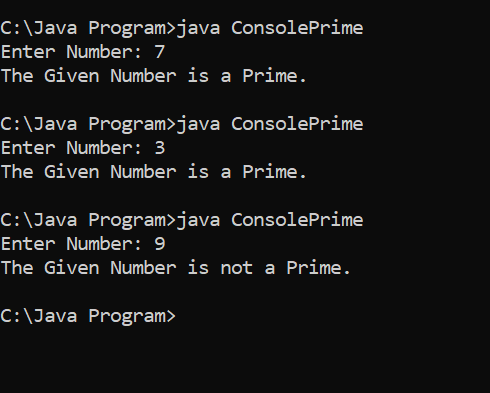 C:\Java Program>java ConsolePrime
Enter Number: 7
The Given Number is a Prime.
C:\Java Program>java ConsolePrime
Enter Number: 3
The Given Number is a Prime.
C:\Java Program>java ConsolePrime
Enter Number: 9
The Given Number is not a Prime.
C:\Java Program>